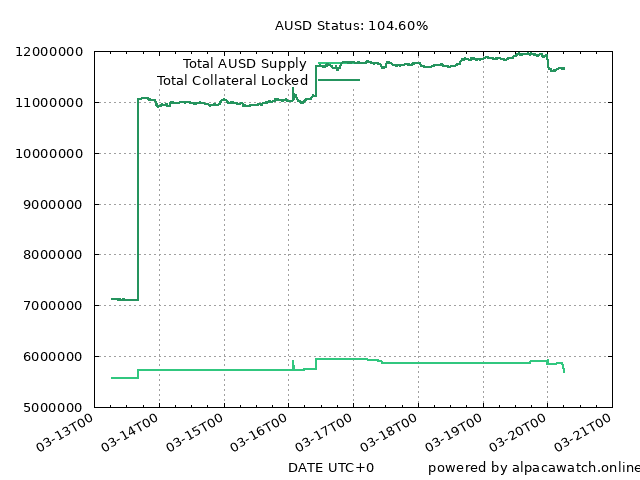 AUSD Status: 104.60%
12000000
11000000
10000000
9000000
8000000
7000000
6000000
5000000
Total AUSD Supply
Total Collateral Locked
03-13T00
03-14T00
03-15T00
03-16T00
03-17T00
03-18T00
03-19T00
03-20T00
03-21T00
DATE UTC+0
powered by alpacawatch.online